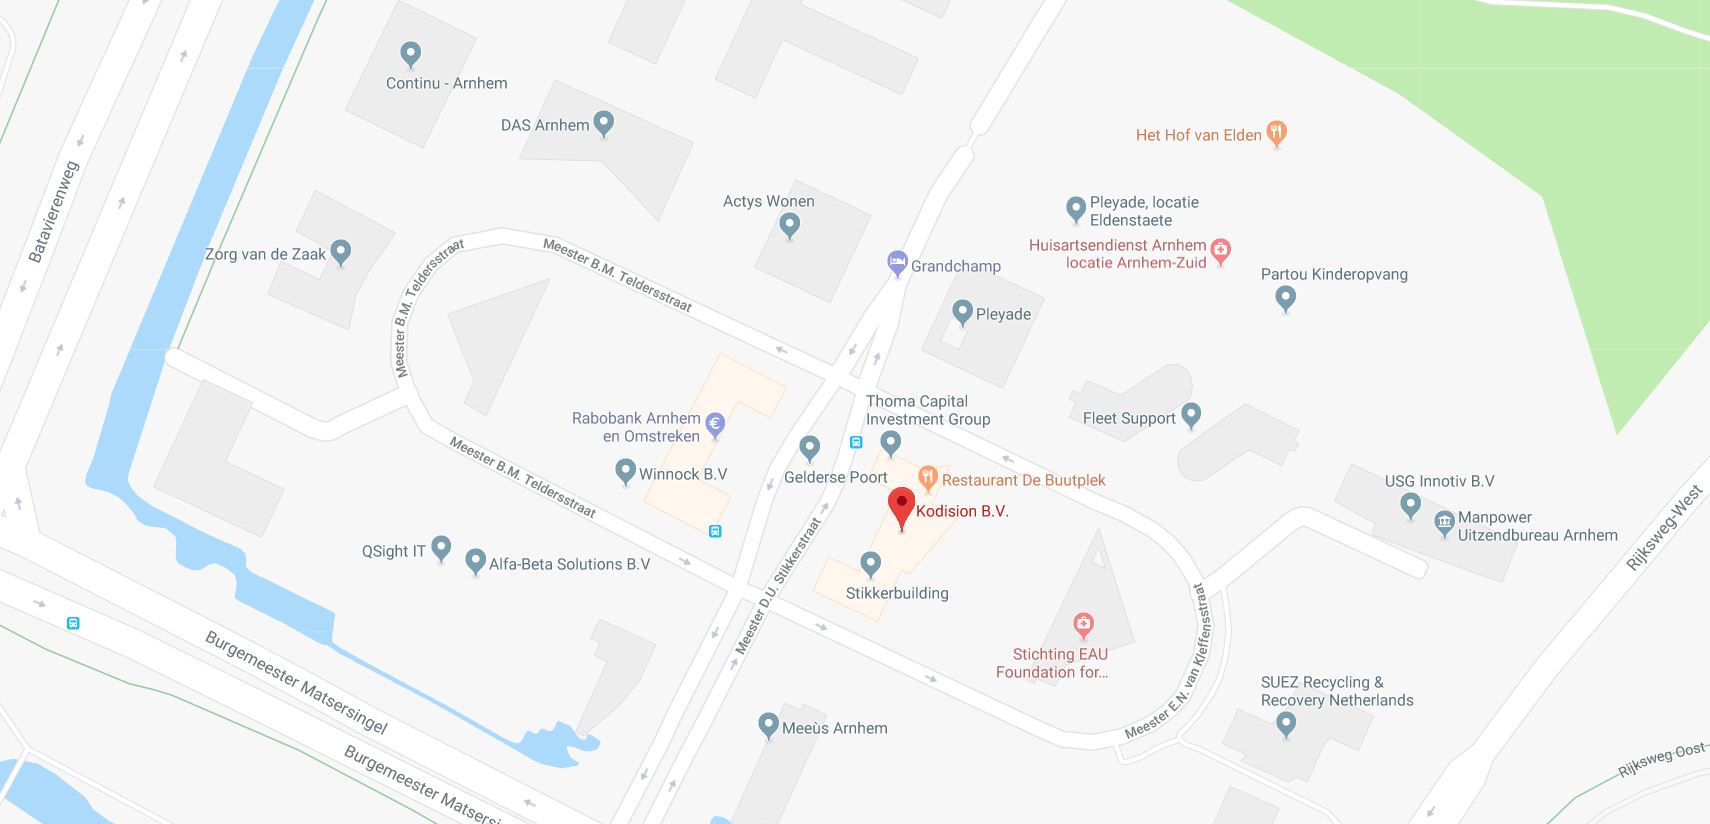 Continu - Arnhem
DAS Arnhem
Het Hof van Elden
Batavierenweg
Actys Wonen
Pleyade, locatie
Eldenstaete
Zorg van de Zaak
Meester B.M. Teldersstraat
Meester B.M. Teldersstraat
Huisartsendienst Arnhem
locatie Arnhem-Zuid
Grandchamp
Partou Kinderopvang
Pleyade
Thoma Capital
Investment Group
Rabobank Arnhem
en Omstreken
Fleet Support
Meester B.M. Teldersstraat
Winnock B.V
Gelderse Poort
Restaurant De Buutplek
USG Innotiv B.V
Kodision B.V.
Manpower
Uitzendbureau Arnhem
Rijksweg-West
QSight IT
Alfa-Beta Solutions B.V
Meester D.U. Stikkerstraat
Stikkerbuilding
Burgemeester Matsersingel
Stichting EAU
Foundation for...
Meester E.N. van Kleffensstraat
SUEZ Recycling &
Recovery Netherlands
Meeùs Arnhem
Burgemeester Matsersin
Rijksweg Oost